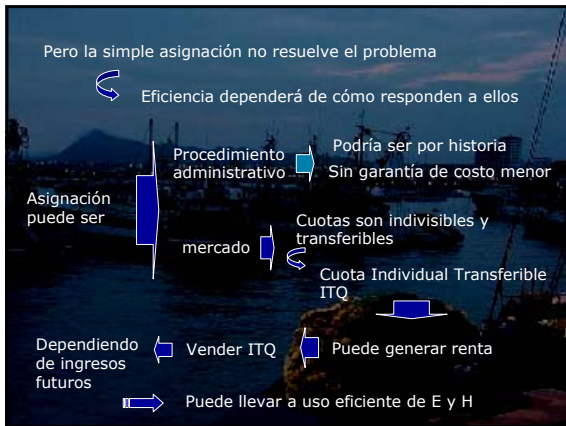 Pero la simple asignación no resuelve el problema
Eficiencia dependerá de cómo responden a ellos
Procedimiento
administrativo
Podría ser por historia
Sin garantía de costo menor
Asignación
puede ser
mercado
Cuotas son indivisibles y
transferibles
Cuota Individual Transferible
ITQ
Puede generar renta
Vender ITQ
Dependiendo
de ingresos
futuros
Puede llevar a uso eficiente de E y H